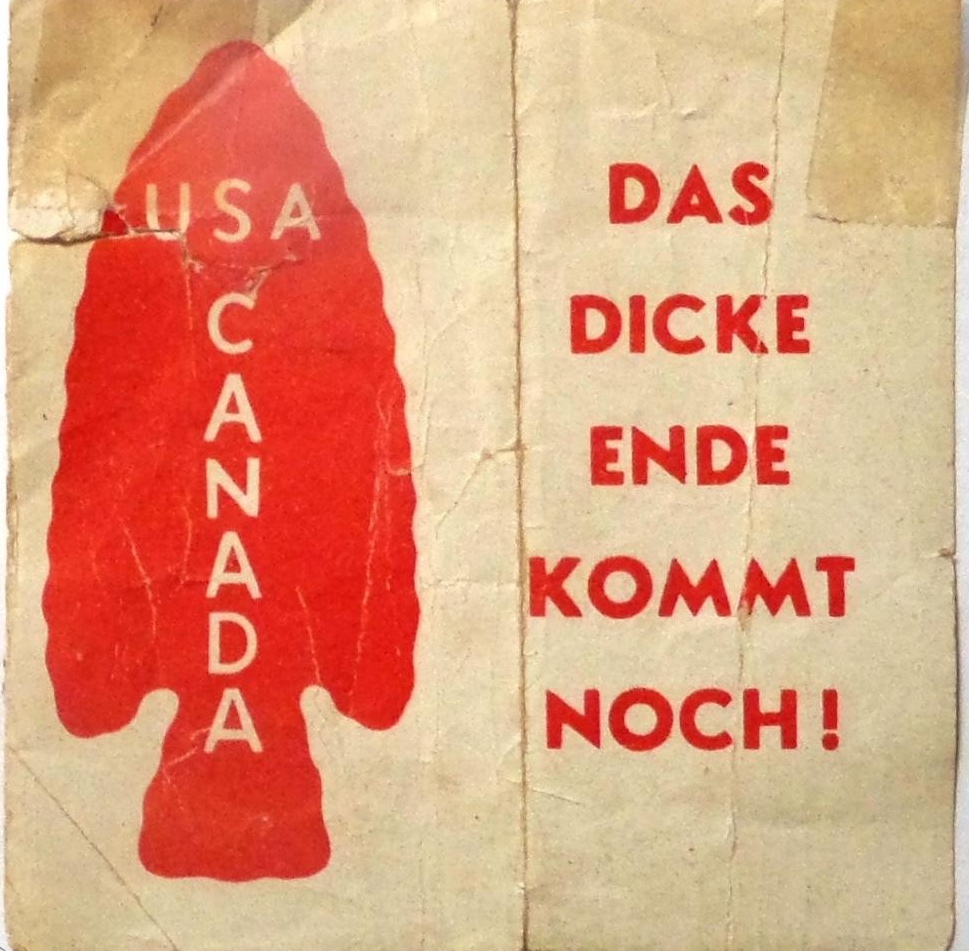 USA
CANADA
DAS
DICKE
ENDE
KOMMT
NOCH!